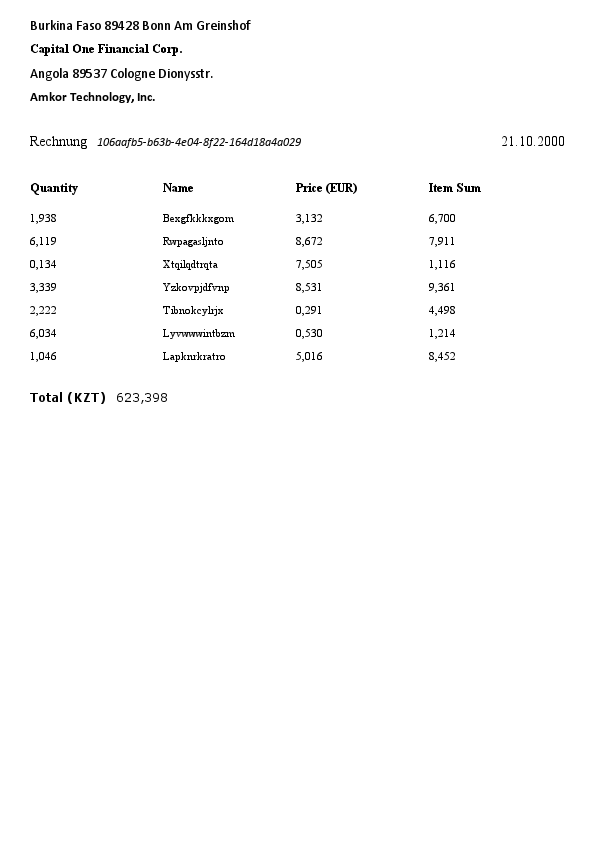 Burkina Faso 89428 Bonn Am Greinshof
Capital One Financial Corp.
Angola 89537 Cologne Dionysstr.
Amkor Technology, Inc.
Rechnung 106aafb5-b63b-4e04-8f22-164d18a4a029 21.10.2000
Quantity Name Price (EUR) Item Sum
1,938 Bexgfkkkxgom 3,132 6,700
6,119 Rwpagasljnto 8,672 7,911
0,134 Xtqilqdtrqta 7,505 1,116
3,339 Yzkovpjdfvnp 8,531 9,361
2,222 Tibnokcylrjx 0,291 4,498
6,034 Lyvwwwintbzm 0,530 1,214
1,046 Lapknrkratro 5,016 8,452
Total (KZT) 623,398